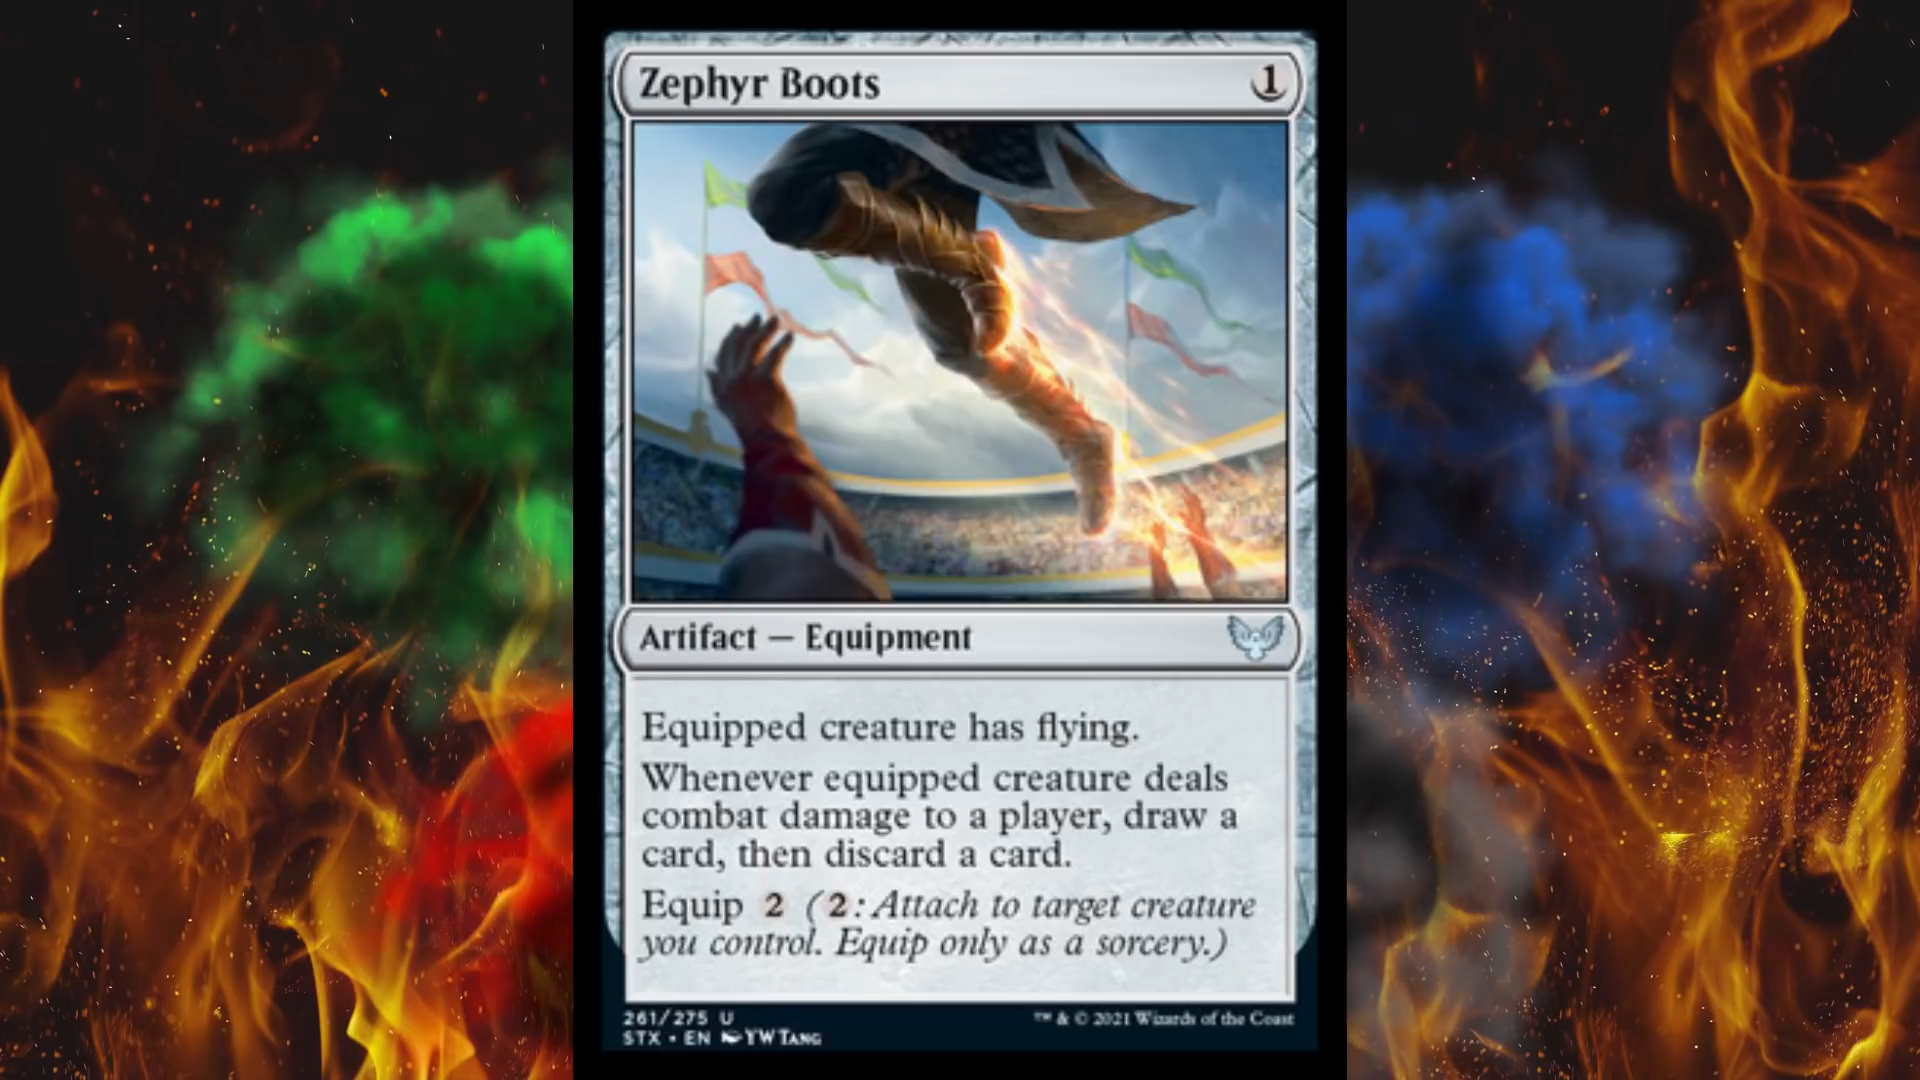 Zephyr Boots 1
Artifact — Equipment
Equipped creature has flying.
Whenever equipped creature deals
combat damage to a player, draw a
card, then discard a card.
Equip 2 (2: Attach to target creature
you control. Equip only as a sorcery.)
261/275 U
™ & © 2021 Wizards of the Coast
STX • EN YW Tang